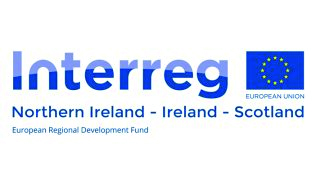 Interreg
EUROPEAN UNION
Northern Ireland - Ireland - Scotland
European Regional Development Fund